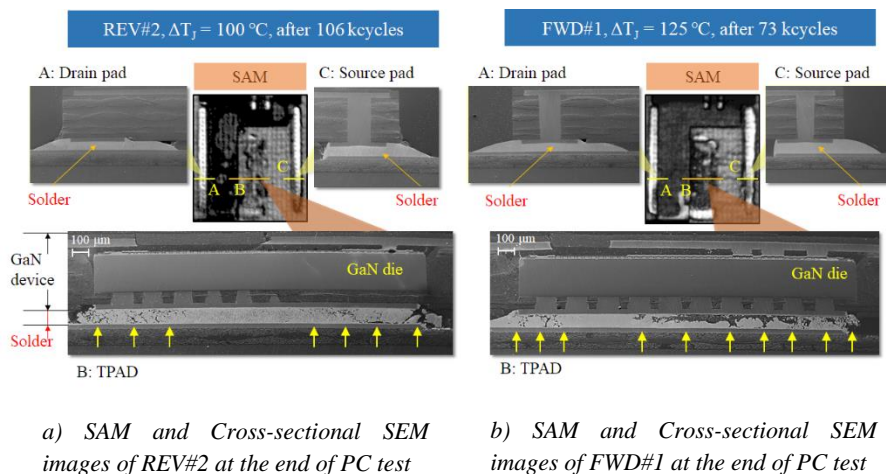 REV#2, ΔTJ = 100 °C, after 106 kcycles
A: Drain pad
SAM
C: Source pad
A
B
C
Solder
Solder
100 μm
GaN
device
GaN die
Solder
B: TPAD
a) SAM and Cross-sectional SEM
images of REV#2 at the end of PC test
FWD#1, ΔTJ = 125 °C, after 73 kcycles
A: Drain pad
SAM
C: Source pad
A
B
C
Solder
Solder
100 μm
GaN die
B: TPAD
b) SAM and Cross-sectional SEM
images of FWD#1 at the end of PC test